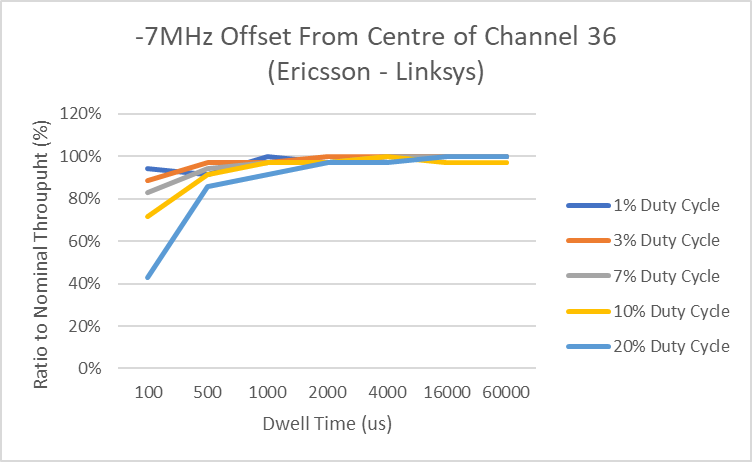 -7MHz Offset From Centre of Channel 36
(Ericsson - Linksys)
Ratio to Nominal Throupuht (%)
120%
100%
80%
60%
40%
20%
0%
100 500 1000 2000 4000 16000 60000
Dwell Time (us)
1% Duty Cycle
3% Duty Cycle
7% Duty Cycle
10% Duty Cycle
20% Duty Cycle